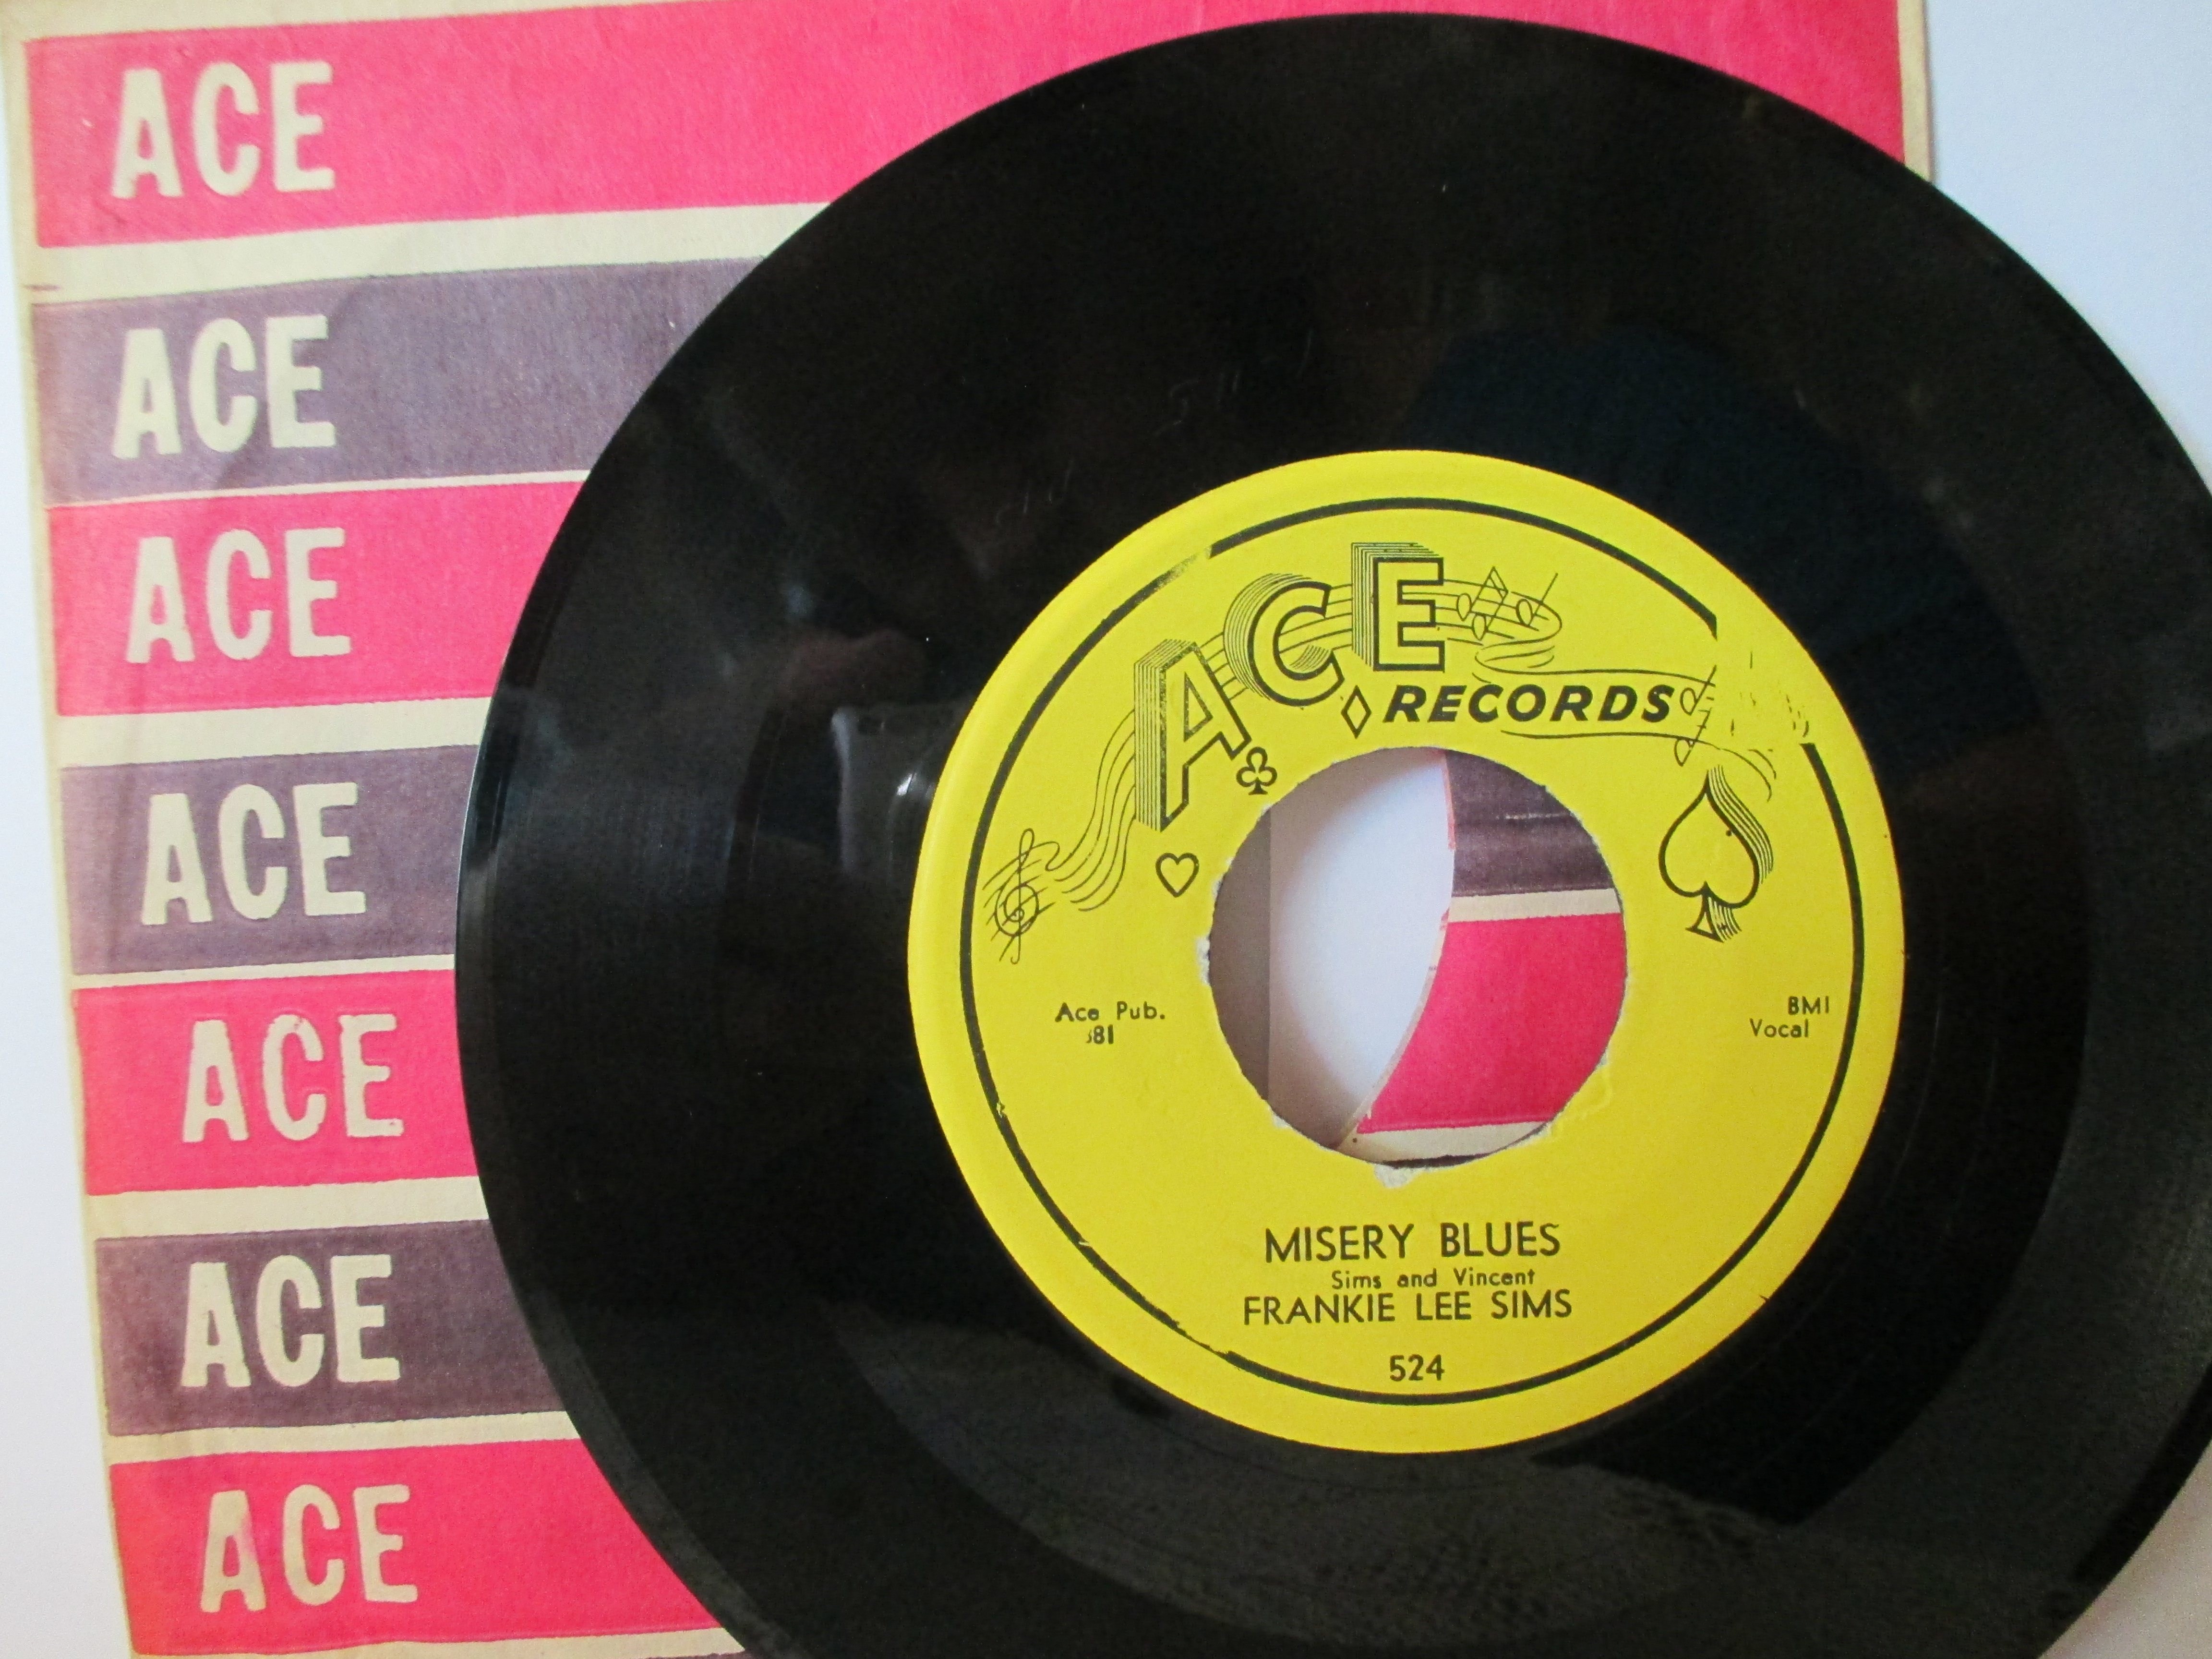 ACE
ACE
ACE
ACE
ACE
ACE
ACE
ACE
RECORDS
Ace Pub.
81
BMI
Vocal
MISERY BLUES
Sims and Vincent
FRANKIE LEE SIMS
524